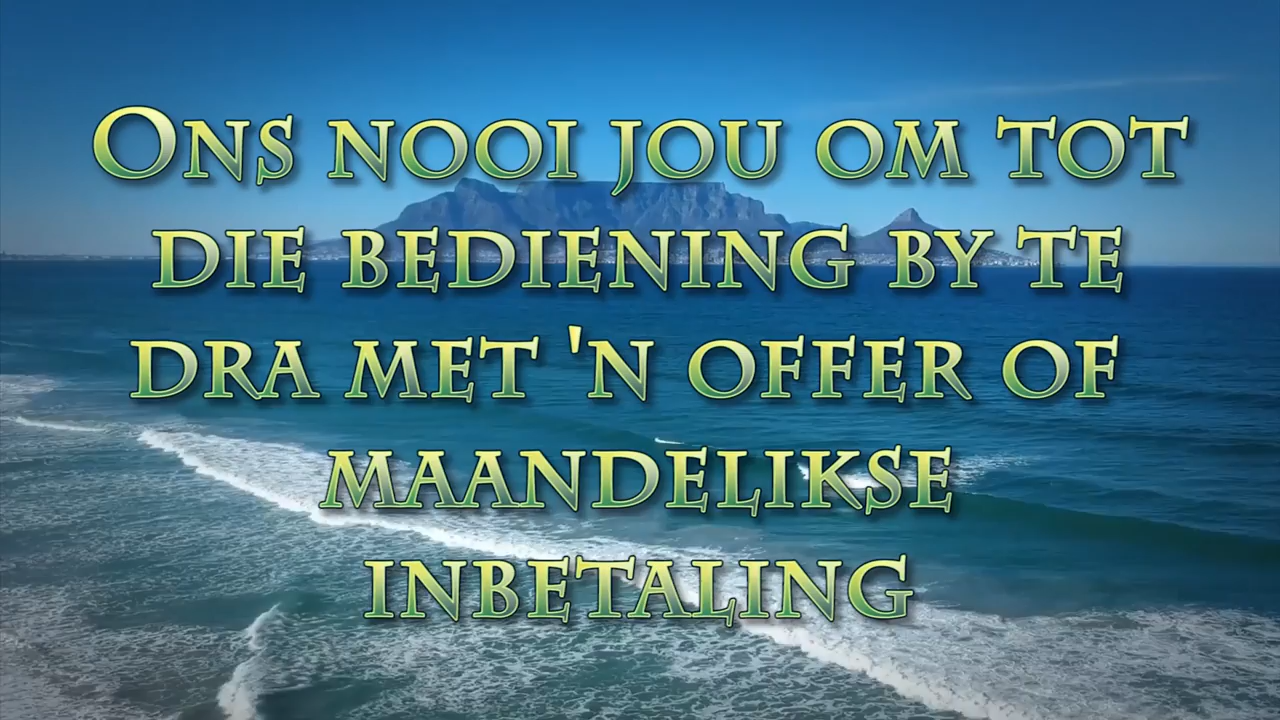 Ons nooi jou om tot
die bediening by te
dra met 'n offer of
maandelikse
inbetaling